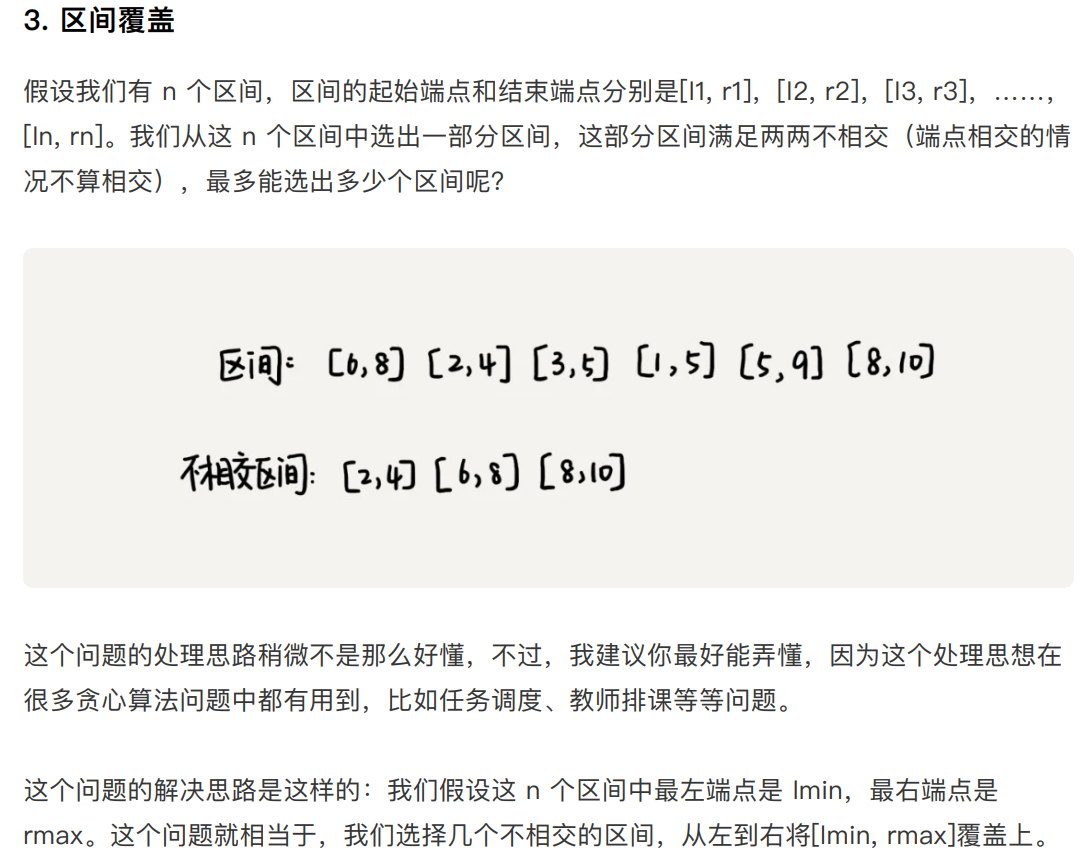 3. 区间覆盖
假设我们有 n 个区间，区间的起始端点和结束端点分别是[l1, r1]，[l2, r2]，[l3, r3]，……，
[ln, rn]。我们从这 n 个区间中选出一部分区间，这部分区间满足两两不相交（端点相交的情
况不算相交），最多能选出多少个区间呢？
区间: [6,8] [2,4] [3,5] [1,5] [5,9] [8,10]
不相交区间: [2,4] [6,8] [8,10]
这个问题的处理思路稍微不是那么好懂，不过，我建议你最好能弄懂，因为这个处理思想在
很多贪心算法问题中都有用到，比如任务调度、教师排课等等问题。
这个问题的解决思路是这样的：我们假设这 n 个区间中最左端点是 lmin，最右端点是
rmax。这个问题就相当于，我们选择几个不相交的区间，从左到右将[lmin, rmax]覆盖上。